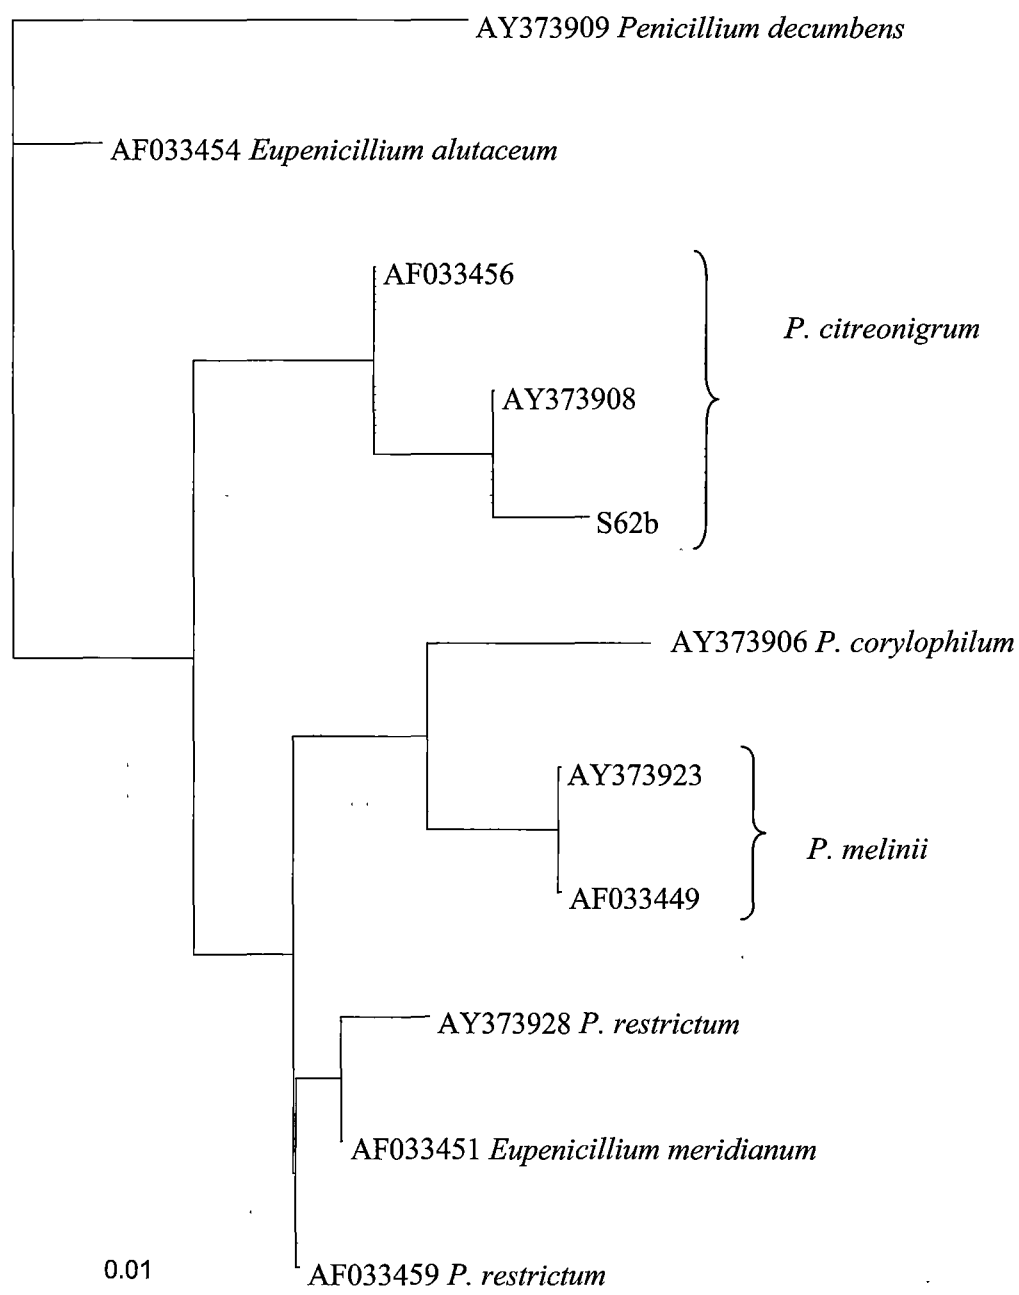 AY373909 Penicillium decumbens
AF033454 Eupenicillium alutaceum
AF033456
P. citreonigrum
AY373908
S62b
AY373906 P. corylophilum
AY373923
P. melinii
AF033449
AY373928 P. restrictum
AF033451 Eupenicillium meridianum
0.01
AF033459 P. restrictum